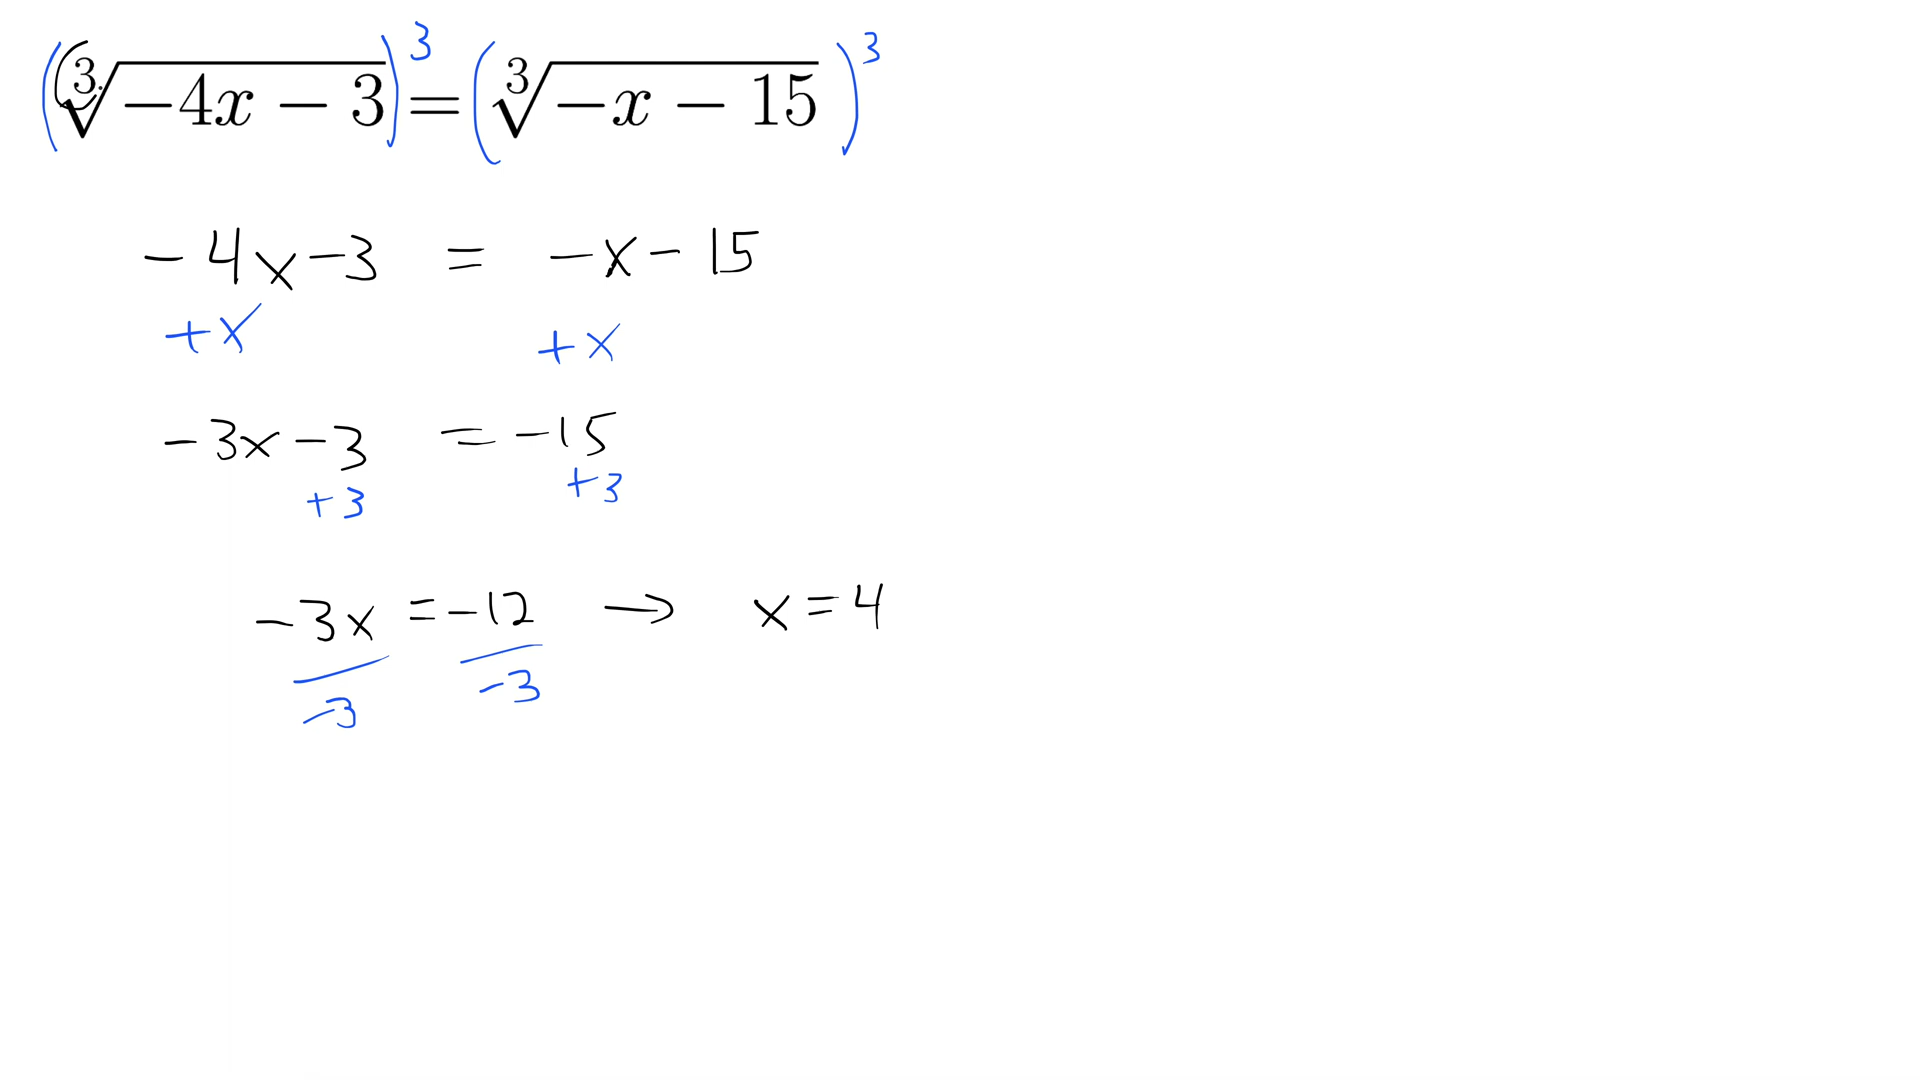 (∛(-4x - 3))³ = (∛(-x - 15))³
-4x-3 = -x-15
+x +x
-3x-3 = -15
+3 +3
-3x = -12 → x = 4
-3 -3